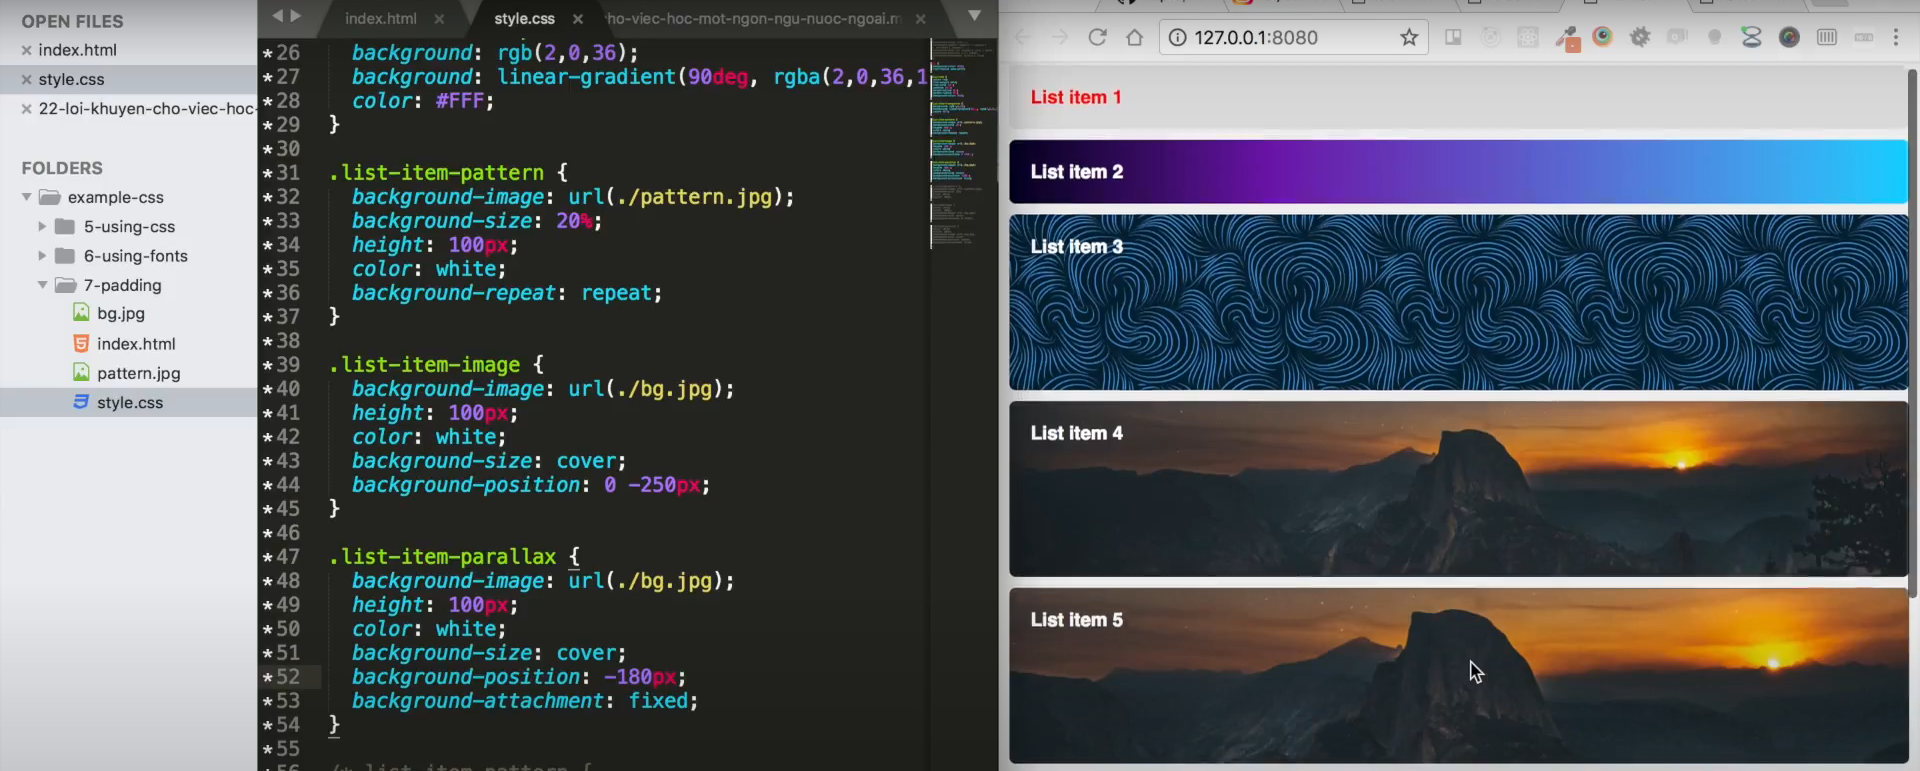 OPEN FILES
index.html
style.css
22-loi-khuyen-cho-viec-hoc-
FOLDERS
example-css
5-using-css
6-using-fonts
7-padding
bg.jpg
index.html
pattern.jpg
style.css
index.html
style.css
ho-viec-hoc-mot-ngon-ngu-nuoc-ngoai.m
26 background: rgb(2,0,36);
27 background: linear-gradient(90deg, rgba(2,0,36,1
28 color: #FFF;
29 }
30
31 .list-item-pattern {
32 background-image: url(./pattern.jpg);
33 background-size: 20%;
34 height: 100px;
35 color: white;
36 background-repeat: repeat;
37 }
38
39 .list-item-image {
40 background-image: url(./bg.jpg);
41 height: 100px;
42 color: white;
43 background-size: cover;
44 background-position: 0 -250px;
45 }
46
47 .list-item-parallax {
48 background-image: url(./bg.jpg);
49 height: 100px;
50 color: white;
51 background-size: cover;
52 background-position: -180px;
53 background-attachment: fixed;
54 }
55
127.0.0.1:8080
List item 1
List item 2
List item 3
List item 4
List item 5